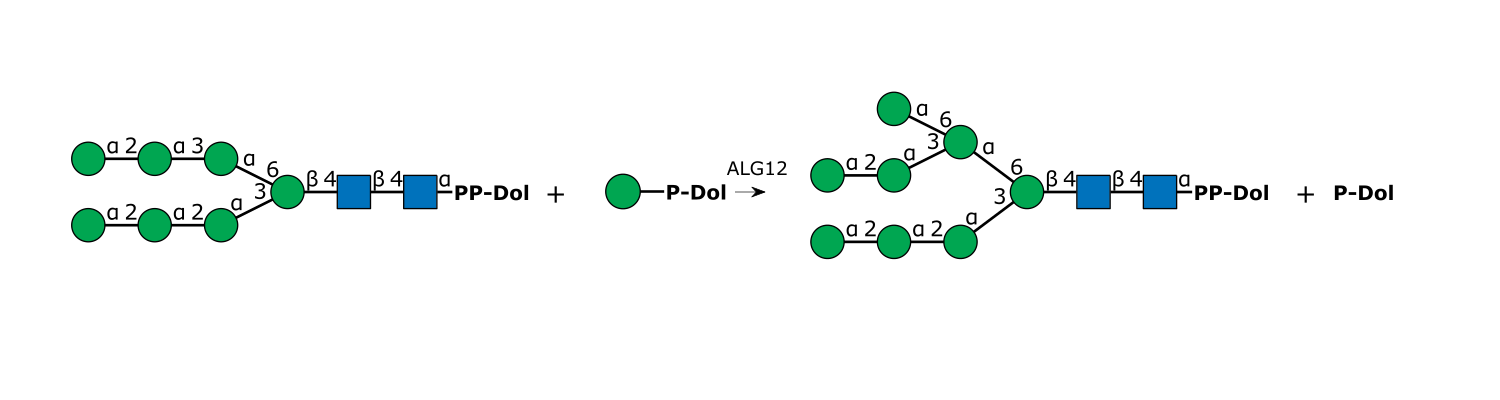 α 2 α 3 α 6 β 4 β 4 α PP-Dol
α 2 α 2 α 3
+
P-Dol
ALG12
α 6 α 6 β 4 β 4 α PP-Dol
α 2 α 3
α 2 α 2 α 3
+ P-Dol